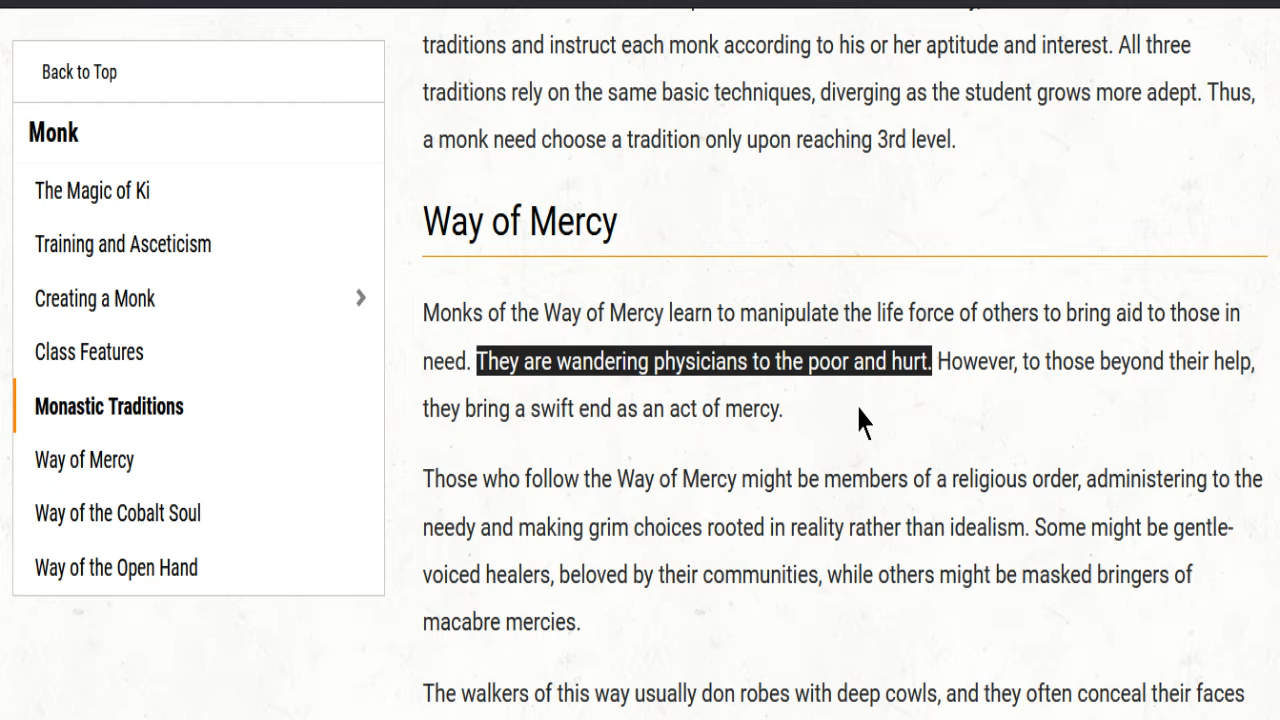 Back to Top
Monk
The Magic of Ki
Training and Asceticism
Creating a Monk
Class Features
Monastic Traditions
Way of Mercy
Way of the Cobalt Soul
Way of the Open Hand
traditions and instruct each monk according to his or her aptitude and interest. All three
traditions rely on the same basic techniques, diverging as the student grows more adept. Thus,
a monk need choose a tradition only upon reaching 3rd level.
Way of Mercy
Monks of the Way of Mercy learn to manipulate the life force of others to bring aid to those in
need. They are wandering physicians to the poor and hurt. However, to those beyond their help,
they bring a swift end as an act of mercy.
Those who follow the Way of Mercy might be members of a religious order, administering to the
needy and making grim choices rooted in reality rather than idealism. Some might be gentle-
voiced healers, beloved by their communities, while others might be masked bringers of
macabre mercies.
The walkers of this way usually don robes with deep cowls, and they often conceal their faces